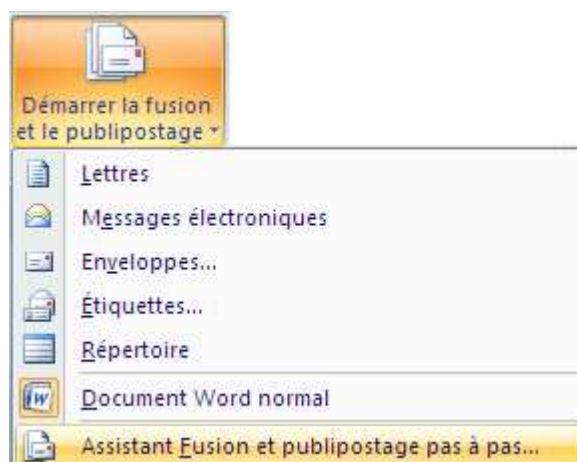 Démarrer la fusion
et le publipostage
Lettres
Messages électroniques
Enveloppes...
Étiquettes...
Répertoire
Document Word normal
Assistant Fusion et publipostage pas à pas...